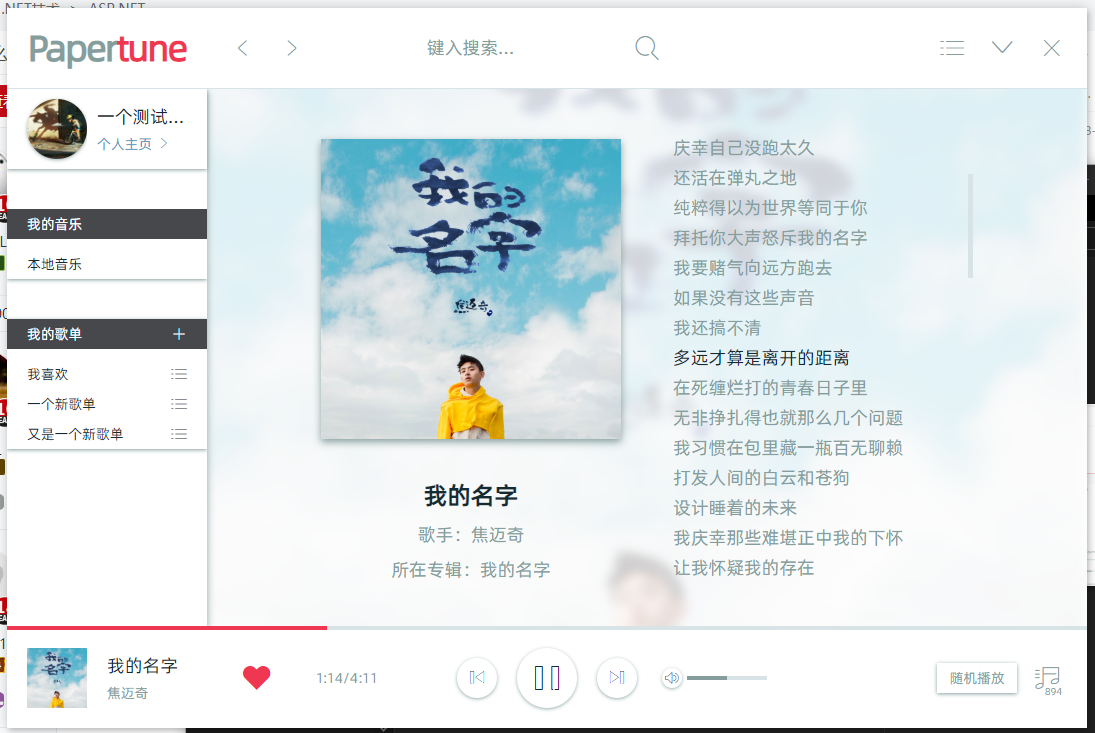 .NET技术 > ASP.NET
Papertune
键入搜索...
一个测试...
个人主页
我的音乐
本地音乐
我的歌单
我喜欢
一个新歌单
又是一个新歌单
我的
名字
焦迈奇
我的名字
歌手：焦迈奇
所在专辑：我的名字
庆幸自己没跑太久
还活在弹丸之地
纯粹得以为世界等同于你
拜托你大声怒斥我的名字
我要赌气向远方跑去
如果没有这些声音
我还搞不清
多远才算是离开的距离
在死缠烂打的青春日子里
无非挣扎得也就那么几个问题
我习惯在包里藏一瓶百无聊赖
打发人间的白云和苍狗
设计睡着的未来
我庆幸那些难堪正中我的下怀
让我怀疑我的存在
我的名字
焦迈奇
1:14/4:11
随机播放
894